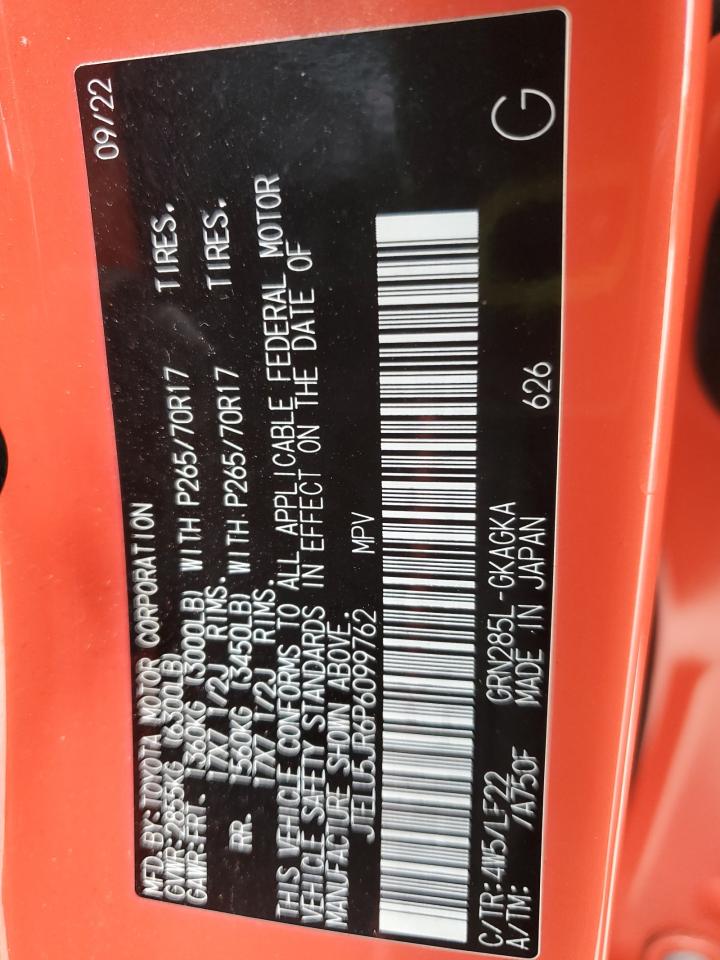 MFD BY: TOYOTA MOTOR CORPORATION 09/22
GVWR: 2855KG (6300LB)
GAWR: FRT. 1360KG (3000LB) WITH P265/70R17 TIRES.
17X7 1/2J RIMS.
RR. 1560KG (3450LB) WITH P265/70R17 TIRES.
17X7 1/2J RIMS.
THIS VEHICLE CONFORMS TO ALL APPLICABLE FEDERAL MOTOR
VEHICLE SAFETY STANDARDS IN EFFECT ON THE DATE OF
MANUFACTURE SHOWN ABOVE.
JTELU5JR6P6099762 MPV
C/TR: 4W5/LF22 GRN285L-GKAGKA
A/TM: /A750F MADE IN JAPAN 626
G